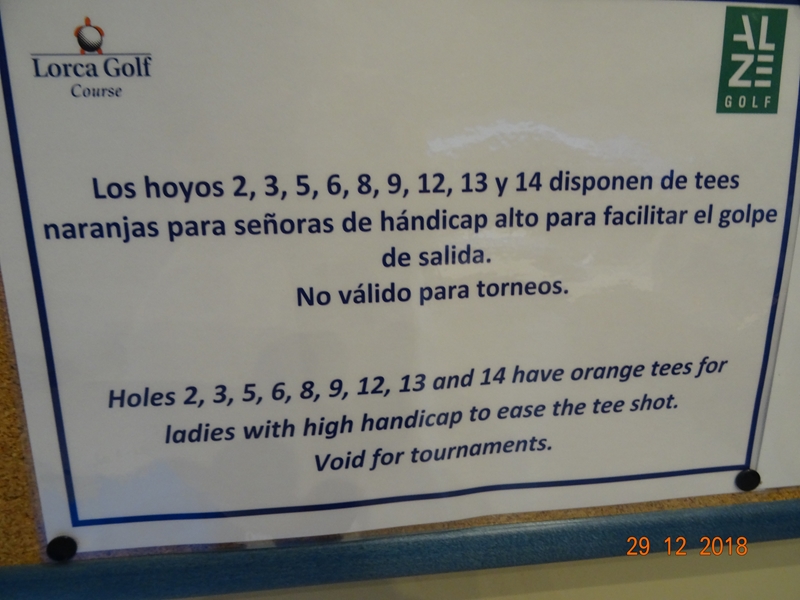 Lorca Golf
Course
AL
ZE
GOLF
Los hoyos 2, 3, 5, 6, 8, 9, 12, 13 y 14 disponen de tees
naranjas para señoras de hándicap alto para facilitar el golpe
de salida.
No válido para torneos.
Holes 2, 3, 5, 6, 8, 9, 12, 13 and 14 have orange tees for
ladies with high handicap to ease the tee shot.
Void for tournaments.
29 12 2018